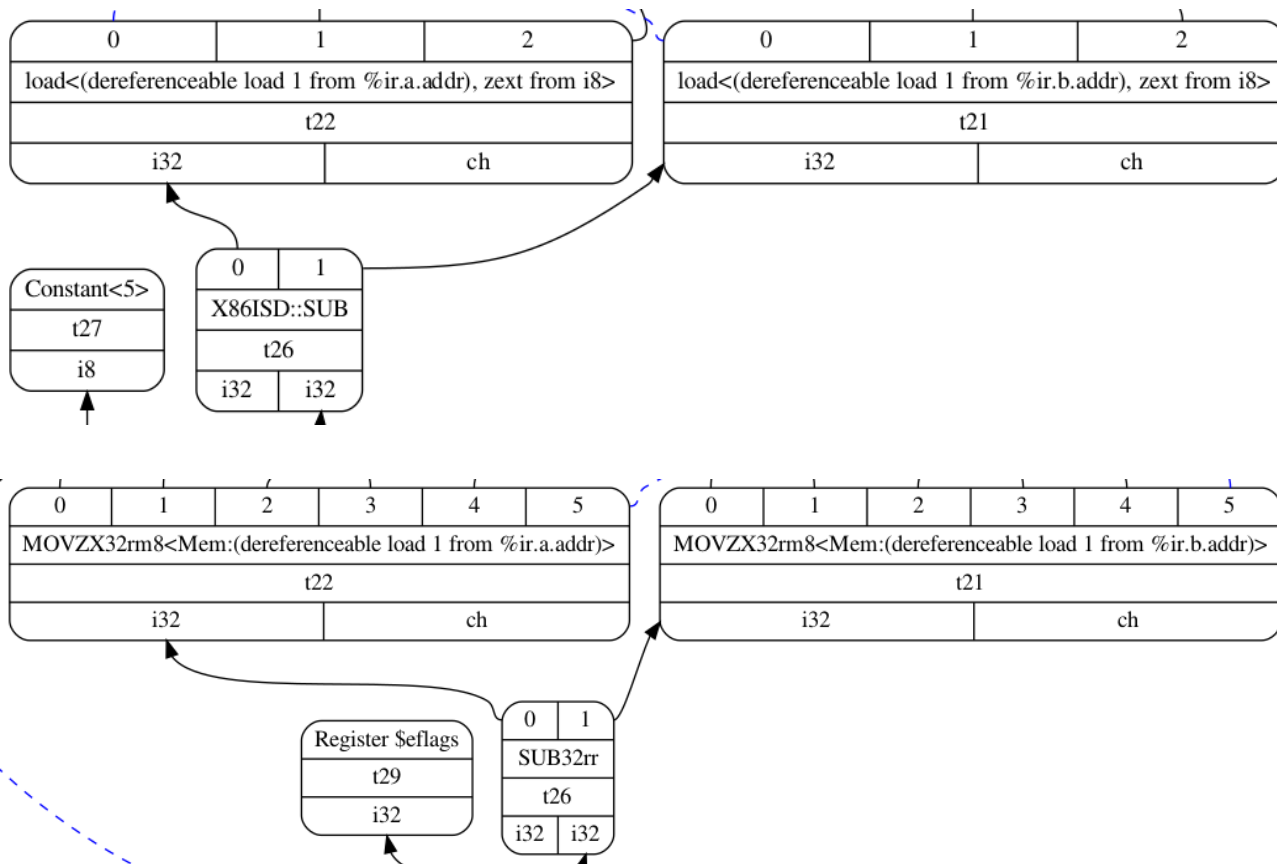 0 1 2
0 1 2
load<(dereferenceable load 1 from %ir.a.addr), zext from i8>
load<(dereferenceable load 1 from %ir.b.addr), zext from i8>
t22
t21
i32 ch
i32 ch
0 1
Constant<5>
X86ISD::SUB
t27
t26
i8
i32 i32
0 1 2 3 4 5
0 1 2 3 4 5
MOVZX32rm8<Mem:(dereferenceable load 1 from %ir.a.addr)>
MOVZX32rm8<Mem:(dereferenceable load 1 from %ir.b.addr)>
t22
t21
i32 ch
i32 ch
0 1
Register $eflags
SUB32rr
t29
t26
i32
i32 i32